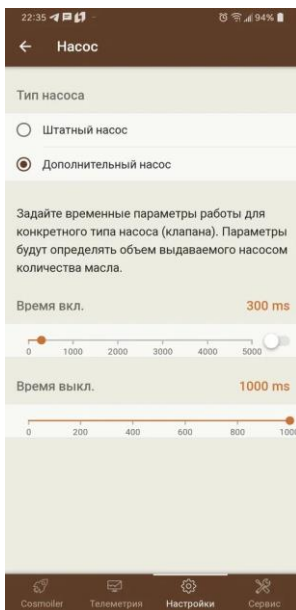 22:35
94%
Насос
Тип насоса
Штатный насос
Дополнительный насос
Задайте временные параметры работы для
конкретного типа насоса (клапана). Параметры
будут определять объем выдаваемого насосом
количества масла.
Время вкл. 300 ms
0 1000 2000 3000 4000 5000
Время выкл. 1000 ms
0 200 400 600 800 100
Cosmoiler Телеметрия Настройки Сервис